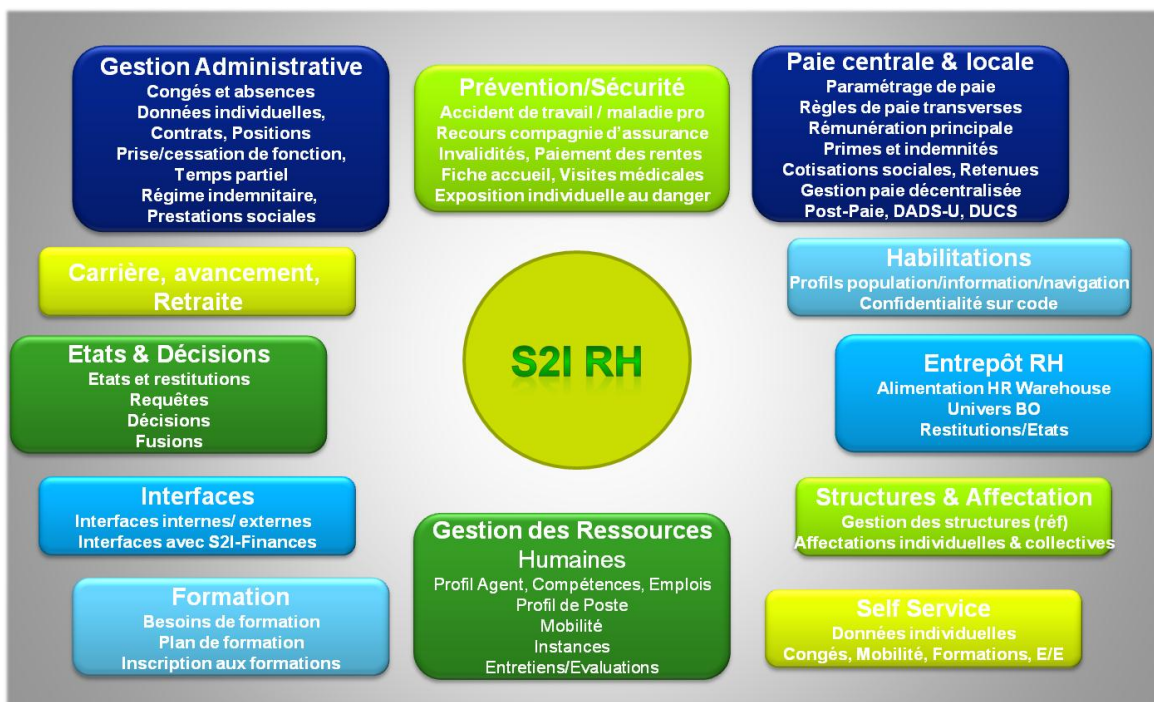 Gestion Administrative
Congés et absences
Données individuelles,
Contrats, Positions
Prise/cessation de fonction,
Temps partiel
Régime indemnitaire,
Prestations sociales
Prévention/Sécurité
Accident de travail / maladie pro
Recours compagnie d'assurance
Invalidités, Paiement des rentes
Fiche accueil, Visites médicales
Exposition individuelle au danger
Paie centrale & locale
Paramétrage de paie
Règles de paie transverses
Rémunération principale
Primes et indemnités
Cotisations sociales, Retenues
Gestion paie décentralisée
Post-Paie, DADS-U, DUCS
Carrière, avancement,
Retraite
Habilitations
Profils population/information/navigation
Confidentialité sur code
S2I RH
Etats & Décisions
Etats et restitutions
Requêtes
Décisions
Fusions
Entrepôt RH
Alimentation HR Warehouse
Univers BO
Restitutions/Etats
Interfaces
Interfaces internes/ externes
Interfaces avec S2I-Finances
Structures & Affectation
Gestion des structures (réf)
Affectations individuelles & collectives
Gestion des Ressources
Humaines
Profil Agent, Compétences, Emplois
Profil de Poste
Mobilité
Instances
Entretiens/Evaluations
Formation
Besoins de formation
Plan de formation
Inscription aux formations
Self Service
Données individuelles
Congés, Mobilité, Formations, E/E